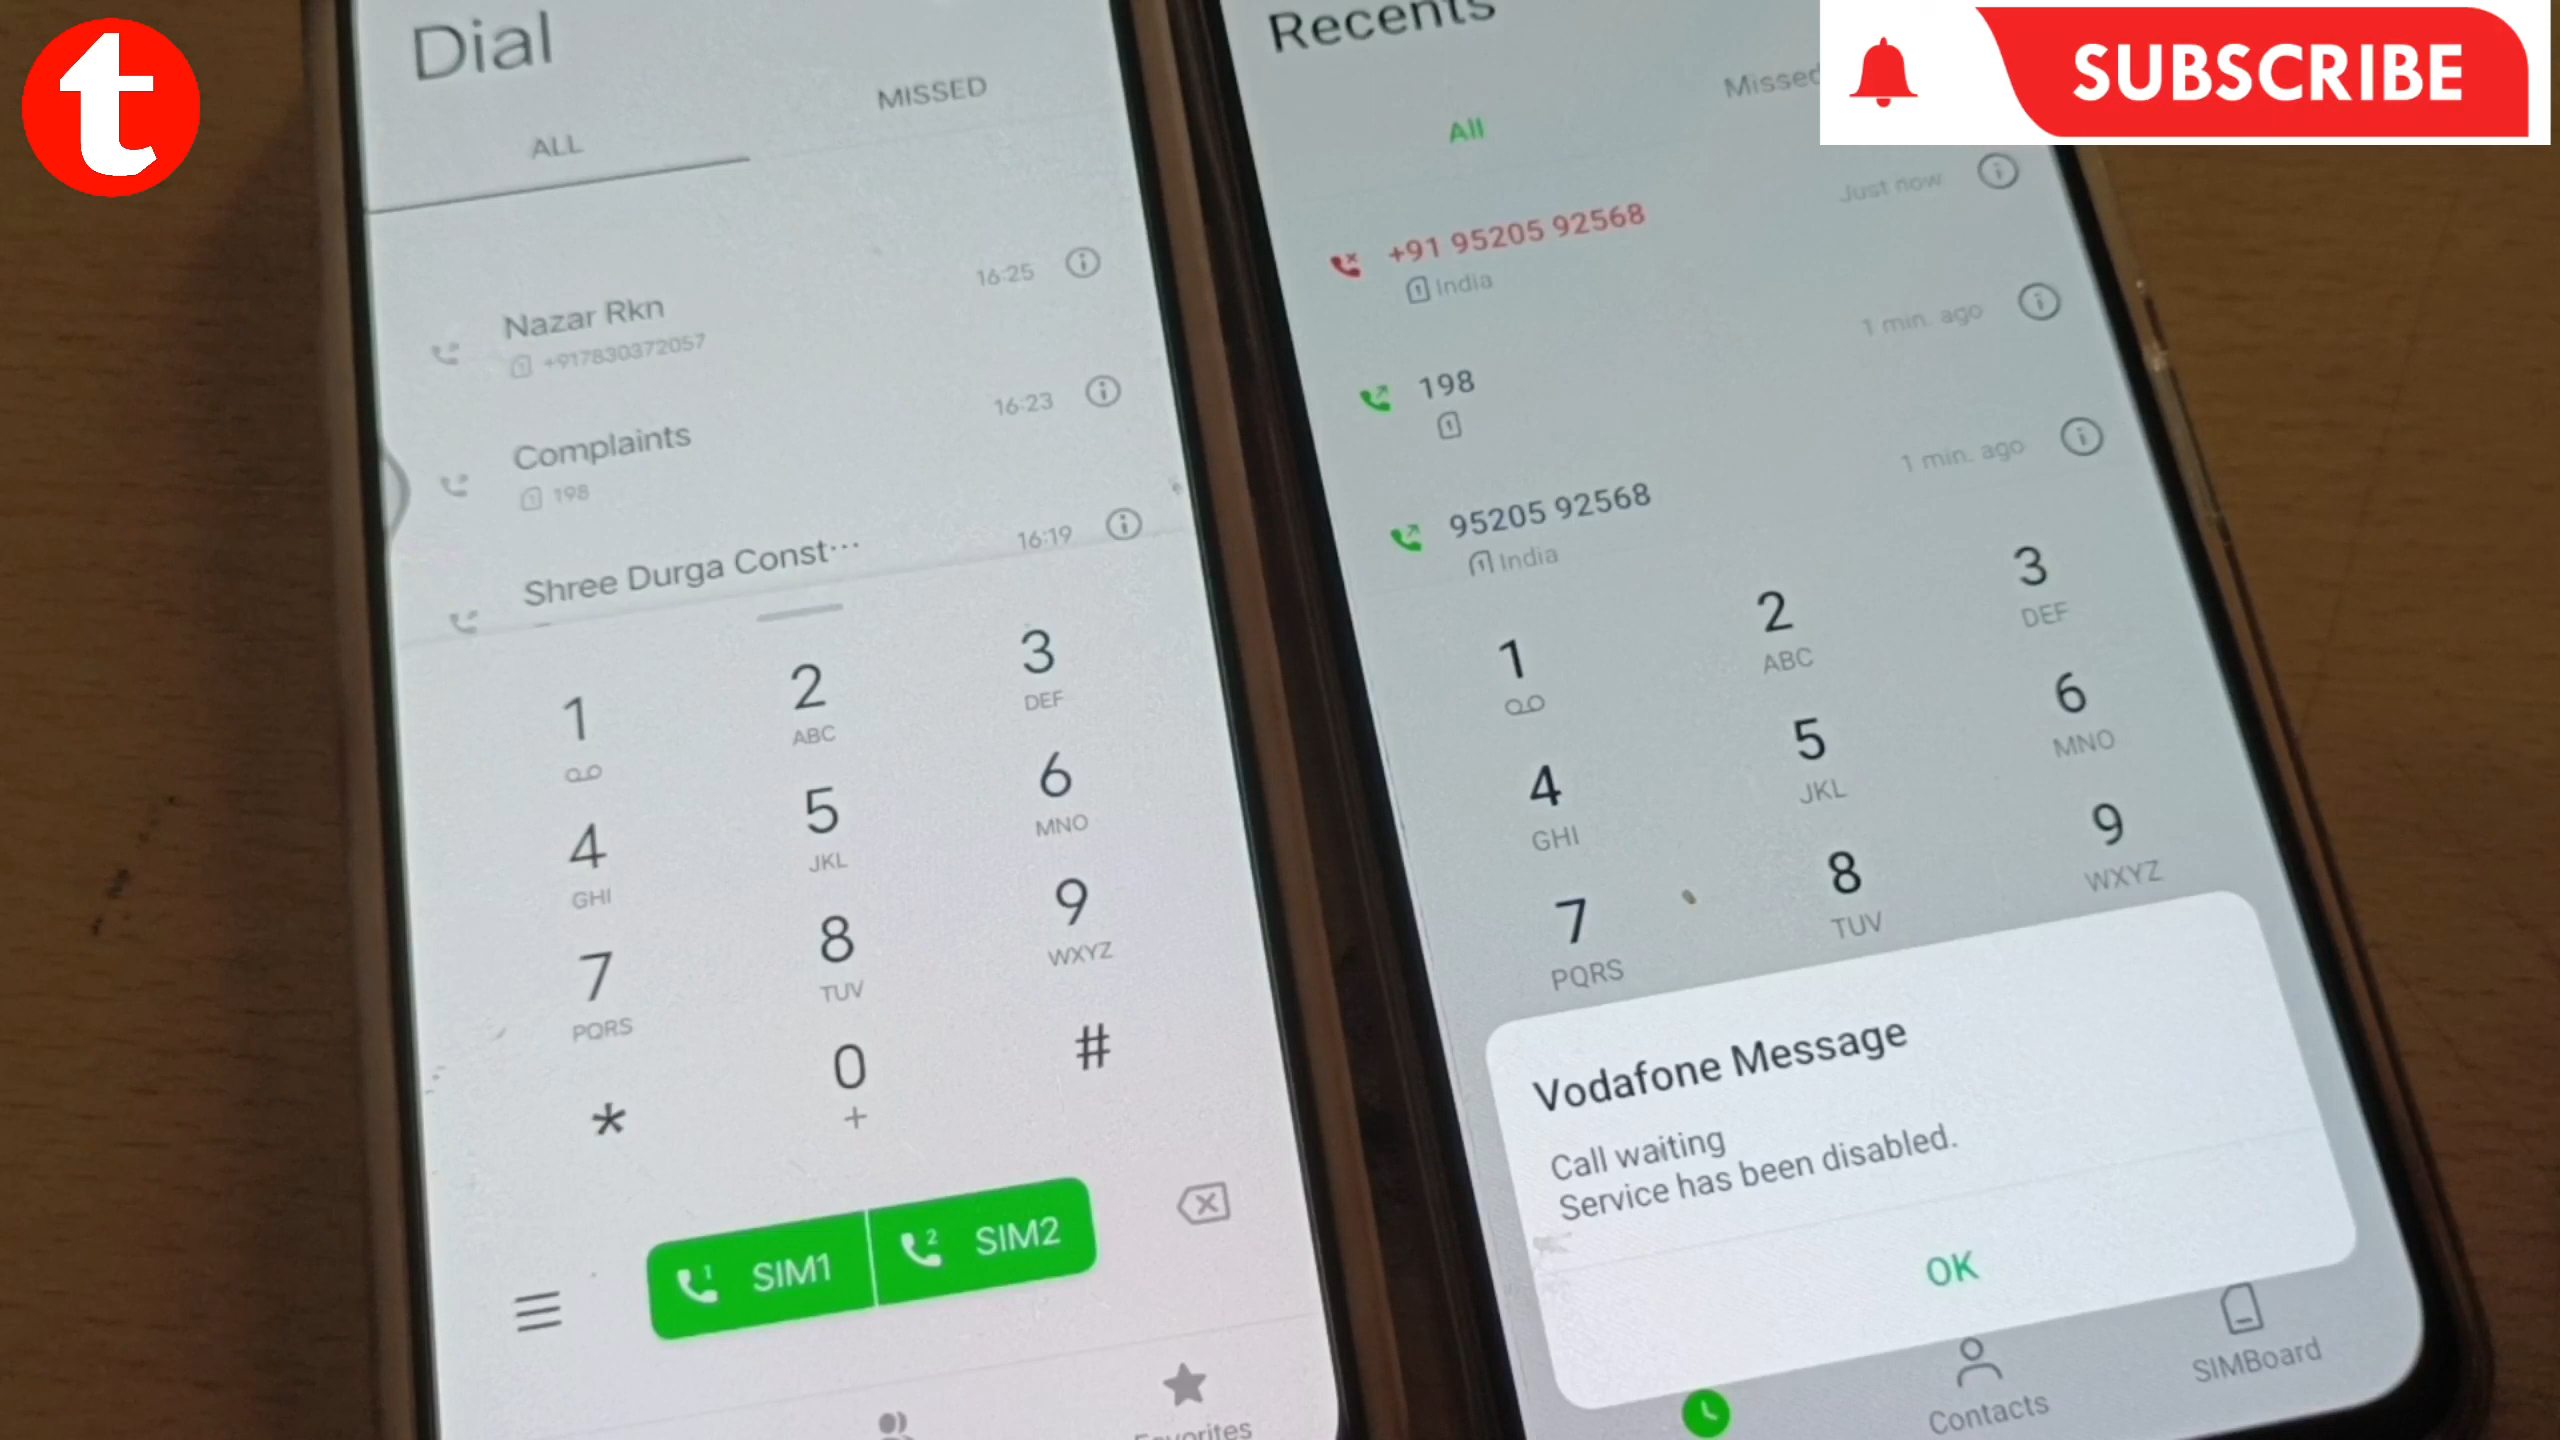 t
Dial
ALL
MISSED
Nazar Rkn
16:25
+917830372057
Complaints
16:23
198
Shree Durga Const...
16:19
1
2
ABC
3
DEF
4
GHI
5
JKL
6
MNO
7
PQRS
8
TUV
9
WXYZ
*
0
+
#
1 SIM1
2 SIM2
Favorites
Recents
SUBSCRIBE
All
Missed
+91 95205 92568
Just now
India
198
1 min. ago
95205 92568
1 min. ago
India
1
2
ABC
3
DEF
4
GHI
5
JKL
6
MNO
7
PQRS
8
TUV
9
WXYZ
Vodafone Message
Call waiting
Service has been disabled.
OK
Contacts
SIMBoard